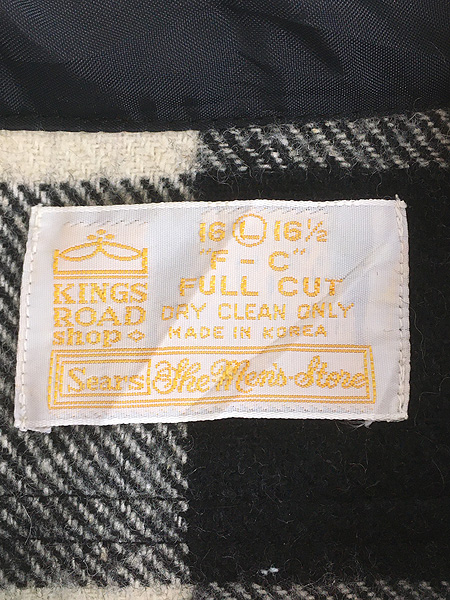 16 L 16½
"F - C"
FULL CUT
DRY CLEAN ONLY
MADE IN KOREA
KINGS
ROAD
shop
Sears The Men's-Store